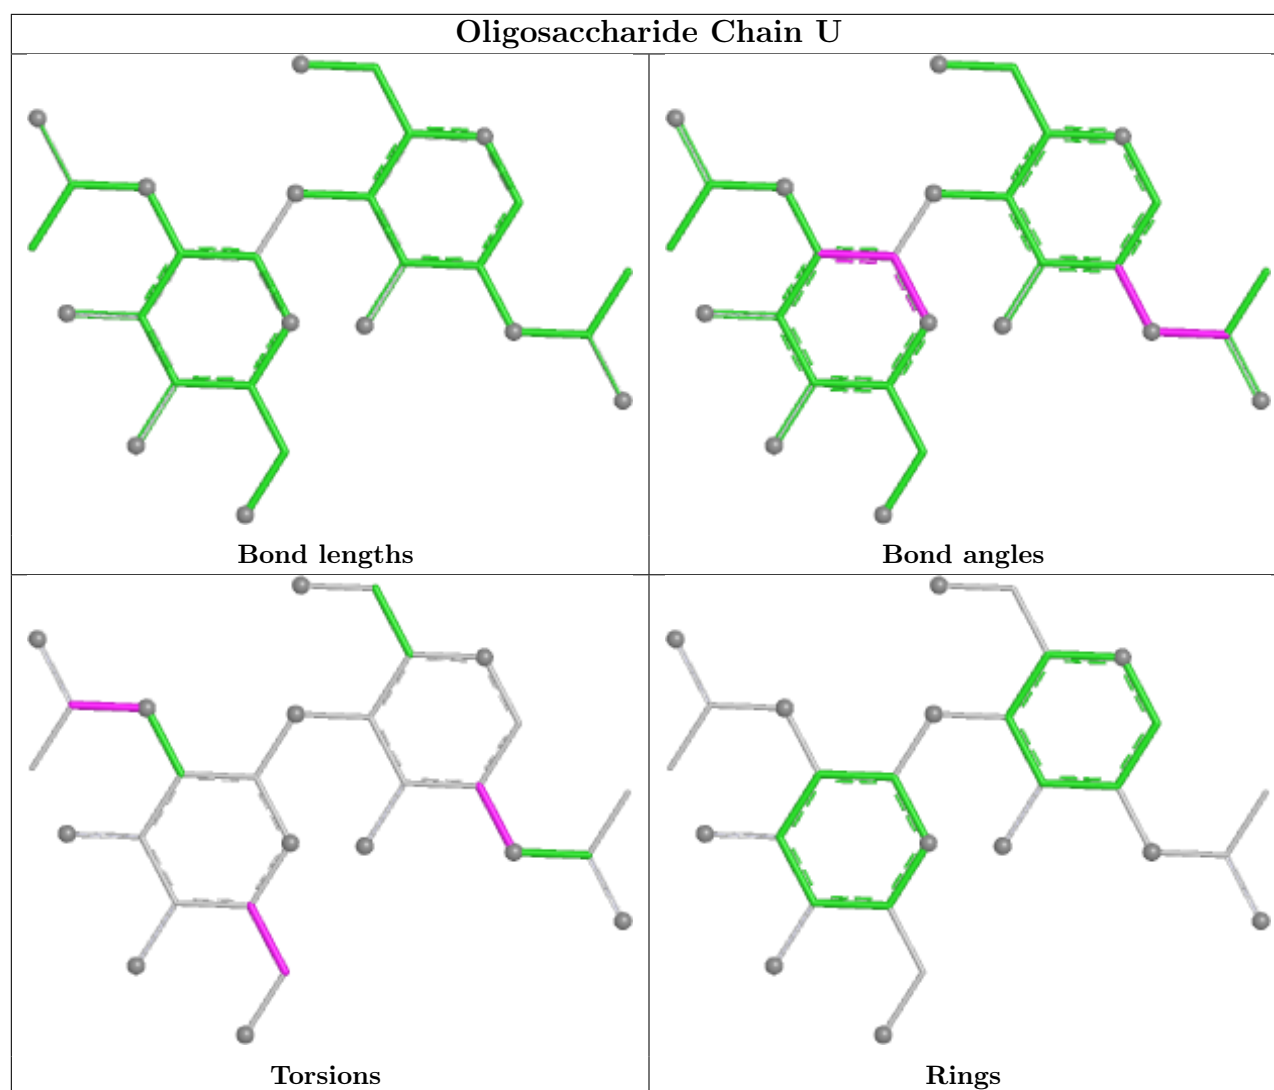 Oligosaccharide Chain U
Bond lengths
Bond angles
Torsions
Rings